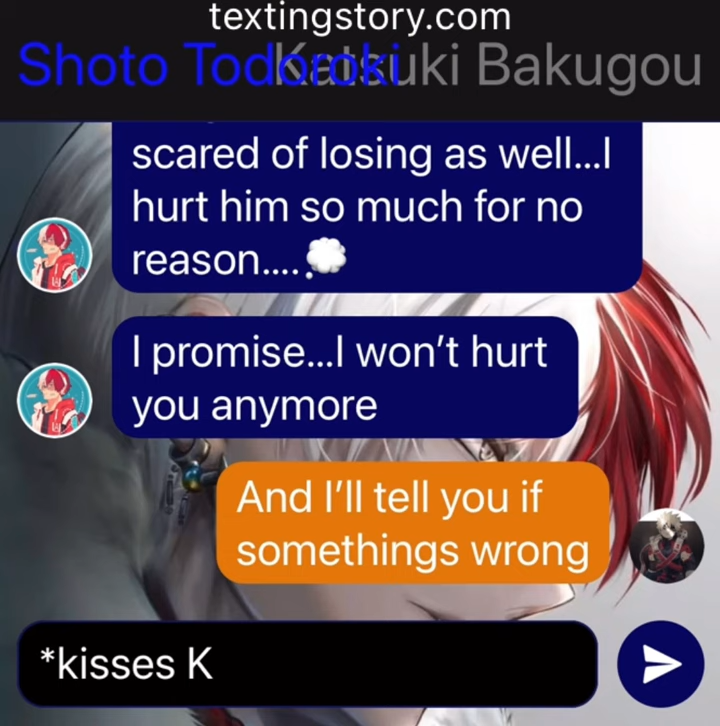 textingstory.com
Shoto Todoroki Katsuki Bakugou
scared of losing as well...I
hurt him so much for no
reason....💭
I promise...I won't hurt
you anymore
And I'll tell you if
somethings wrong
*kisses K